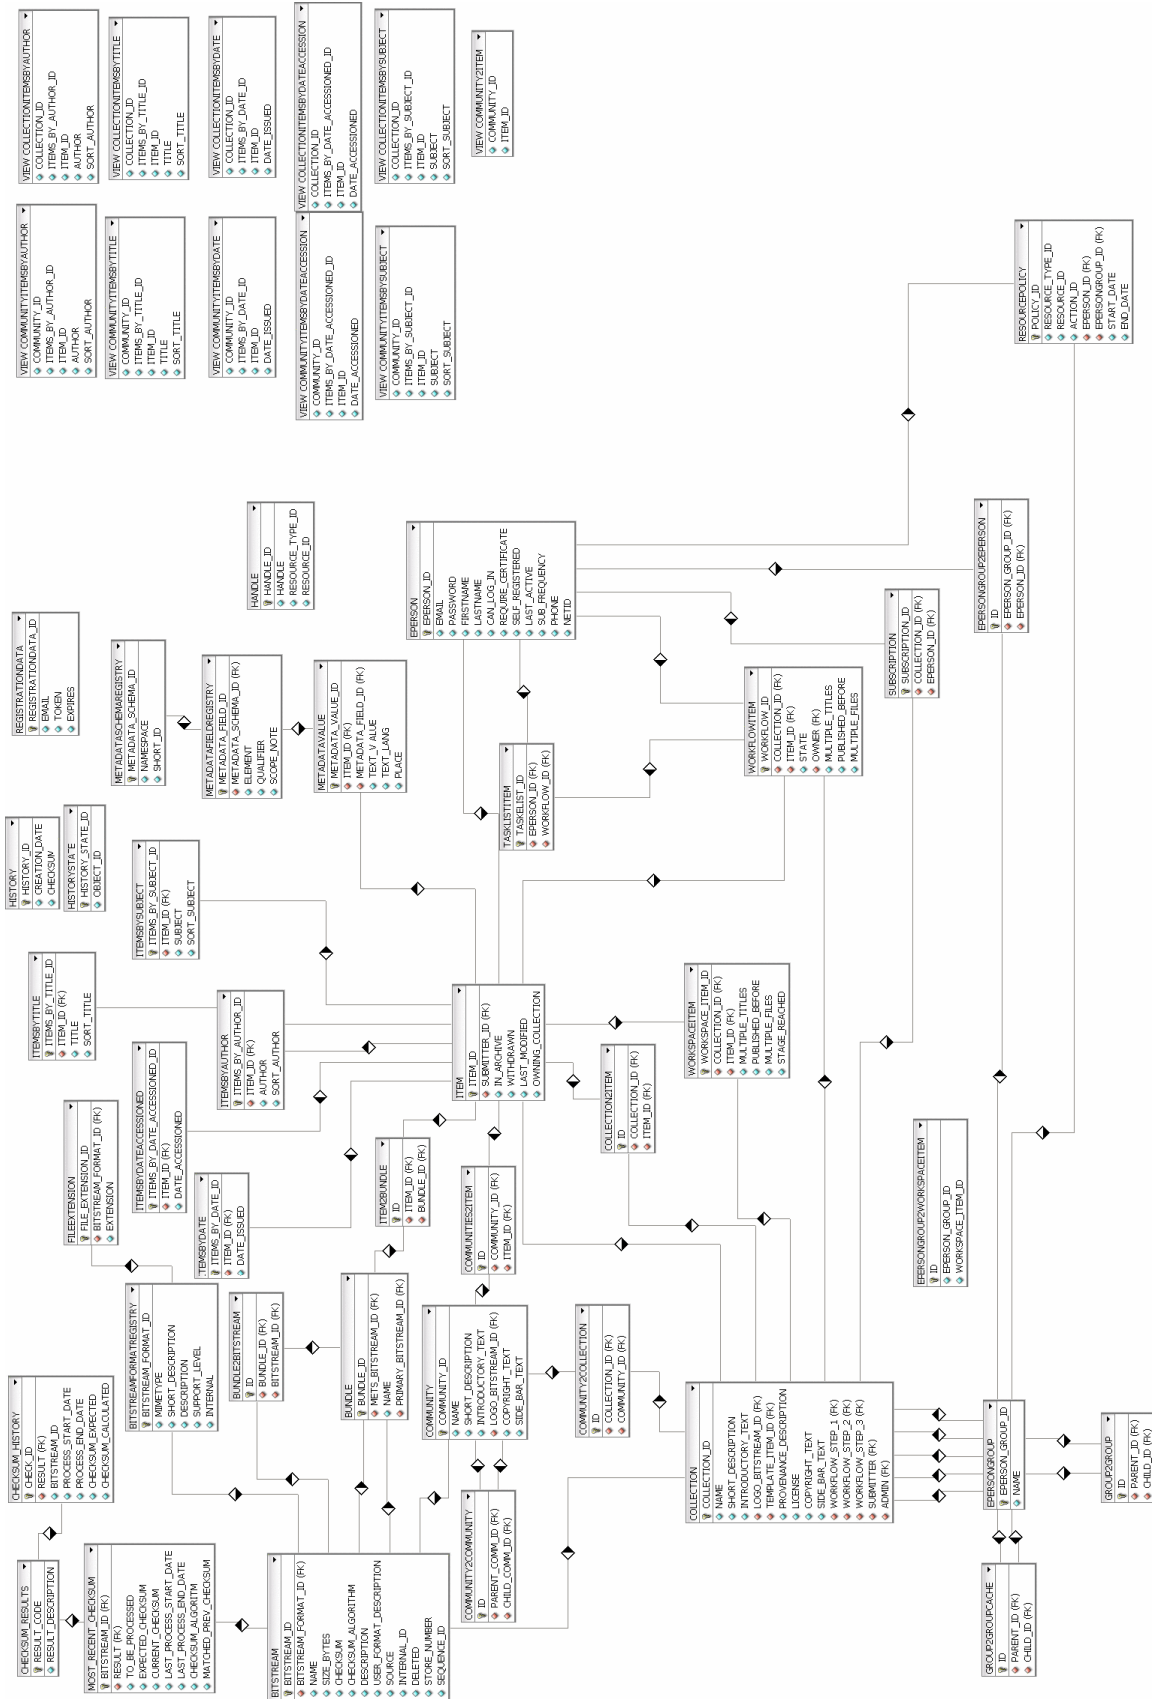 CHECKSUM_RESULTS
RESULT_CODE
RESULT_DESCRIPTION
CHECKSUM_HISTORY
CHECK_ID
RESULT (FK)
BITSTREAM_ID
PROCESS_START_DATE
PROCESS_END_DATE
CHECKSUM_EXPECTED
CHECKSUM_CALCULATED
MOST_RECENT_CHECKSUM
BITSTREAM_ID (FK)
RESULT (FK)
TO_BE_PROCESSED
EXPECTED_CHECKSUM
CURRENT_CHECKSUM
LAST_PROCESS_START_DATE
LAST_PROCESS_END_DATE
CHECKSUM_ALGORITM
MATCHED_PREV_CHECKSUM
BITSTREAMFORMATREGISTRY
BITSTREAM_FORMAT_ID
MIMETYPE
SHORT_DESCRIPTION
DESCRIPTION
SUPPORT_LEVEL
INTERNAL
FILEEXTENSION
FILE_EXTENSION_ID
BITSTREAM_FORMAT_ID (FK)
EXTENSION
BITSTREAM
BITSTREAM_ID
BITSTREAM_FORMAT_ID (FK)
NAME
SIZE_BYTES
CHECKSUM
CHECKSUM_ALGORITHM
DESCRIPTION
USER_FORMAT_DESCRIPTION
SOURCE
INTERNAL_ID
DELETED
STORE_NUMBER
SEQUENCE_ID
BUNDLE2BITSTREAM
ID
BUNDLE_ID (FK)
BITSTREAM_ID (FK)
BUNDLE
BUNDLE_ID
METS_BITSTREAM_ID (FK)
NAME
PRIMARY_BITSTREAM_ID (FK)
ITEM2BUNDLE
ID
ITEM_ID (FK)
BUNDLE_ID (FK)
COMMUNITY
COMMUNITY_ID
NAME
SHORT_DESCRIPTION
INTRODUCTORY_TEXT
LOGO_BITSTREAM_ID (FK)
COPYRIGHT_TEXT
SIDE_BAR_TEXT
COMMUNITIES2ITEM
ID
COMMUNITY_ID (FK)
ITEM_ID (FK)
COMMUNITY2COMMUNITY
ID
PARENT_COMM_ID (FK)
CHILD_COMM_ID (FK)
COMMUNITY2COLLECTION
ID
COLLECTION_ID (FK)
COMMUNITY_ID (FK)
COLLECTION2ITEM
ID
COLLECTION_ID (FK)
ITEM_ID (FK)
COLLECTION
COLLECTION_ID
NAME
SHORT_DESCRIPTION
INTRODUCTORY_TEXT
LOGO_BITSTREAM_ID (FK)
TEMPLATE_ITEM_ID (FK)
PROVENANCE_DESCRIPTION
LICENSE
COPYRIGHT_TEXT
SIDE_BAR_TEXT
WORKFLOW_STEP_1 (FK)
WORKFLOW_STEP_2 (FK)
WORKFLOW_STEP_3 (FK)
SUBMITTER (FK)
ADMIN (FK)
GROUP2GROUPCACHE
ID
PARENT_ID (FK)
CHILD_ID (FK)
EPERSONGROUP
EPERSON_GROUP_ID
NAME
GROUP2GROUP
ID
PARENT_ID (FK)
CHILD_ID (FK)
EPERSONGROUP2WORKSPACEITEM
ID
EPERSON_GROUP_ID
WORKSPACE_ITEM_ID
ITEMSBYTITLE
ITEMS_BY_TITLE_ID
ITEM_ID (FK)
TITLE
SORT_TITLE
ITEMSBYDATEACCESSIONED
ITEMS_BY_DATE_ACCESSIONED_ID
ITEM_ID (FK)
DATE_ACCESSIONED
ITEMSBYDATE
ITEMS_BY_DATE_ID
ITEM_ID (FK)
DATE_ISSUED
ITEMSBYAUTHOR
ITEMS_BY_AUTHOR_ID
ITEM_ID (FK)
AUTHOR
SORT_AUTHOR
ITEMSBYSUBJECT
ITEMS_BY_SUBJECT_ID
ITEM_ID (FK)
SUBJECT
SORT_SUBJECT
ITEM
ITEM_ID
SUBMITTER_ID (FK)
IN_ARCHIVE
WITHDRAWN
LAST_MODIFIED
OWNING_COLLECTION
WORKSPACEITEM
WORKSPACE_ITEM_ID
COLLECTION_ID (FK)
ITEM_ID (FK)
MULTIPLE_TITLES
PUBLISHED_BEFORE
MULTIPLE_FILES
STAGE_REACHED
HISTORY
HISTORY_ID
CREATION_DATE
CHECKSUM
HISTORYSTATE
HISTORY_STATE_ID
OBJECT_ID
REGISTRATIONDATA
REGISTRATIONDATA_ID
EMAIL
TOKEN
EXPIRES
METADATASCHEMAREGISTRY
METADATA_SCHEMA_ID
NAMESPACE
SHORT_ID
METADATAFIELDREGISTRY
METADATA_FIELD_ID
METADATA_SCHEMA_ID (FK)
ELEMENT
QUALIFIER
SCOPE_NOTE
METADATAVALUE
METADATA_VALUE_ID
ITEM_ID (FK)
METADATA_FIELD_ID (FK)
TEXT_VALUE
TEXT_LANG
PLACE
HANDLE
HANDLE_ID
HANDLE
RESOURCE_TYPE_ID
RESOURCE_ID
EPERSON
EPERSON_ID
EMAIL
PASSWORD
FIRSTNAME
LASTNAME
CAN_LOG_IN
REQUIRE_CERTIFICATE
SELF_REGISTERED
LAST_ACTIVE
SUB_FREQUENCY
PHONE
NETID
TASKLISTITEM
TASKELIST_ID
EPERSON_ID (FK)
WORKFLOW_ID (FK)
WORKFLOWITEM
WORKFLOW_ID
COLLECTION_ID (FK)
ITEM_ID (FK)
STATE
OWNER (FK)
MULTIPLE_TITLES
PUBLISHED_BEFORE
MULTIPLE_FILES
SUBSCRIPTION
SUBSCRIPTION_ID
COLLECTION_ID (FK)
EPERSON_ID (FK)
EPERSONGROUP2EPERSON
ID
EPERSON_GROUP_ID (FK)
EPERSON_ID (FK)
RESOURCEPOLICY
POLICY_ID
RESOURCE_TYPE_ID
RESOURCE_ID
ACTION_ID
EPERSON_ID (FK)
EPERSONGROUP_ID (FK)
START_DATE
END_DATE
VIEW COMMUNITYITEMSBYAUTHOR
COMMUNITY_ID
ITEMS_BY_AUTHOR_ID
ITEM_ID
AUTHOR
SORT_AUTHOR
VIEW COLLECTIONITEMSBYAUTHOR
COLLECTION_ID
ITEMS_BY_AUTHOR_ID
ITEM_ID
AUTHOR
SORT_AUTHOR
VIEW COMMUNITYITEMSBYTITLE
COMMUNITY_ID
ITEMS_BY_TITLE_ID
ITEM_ID
TITLE
SORT_TITLE
VIEW COLLECTIONITEMSBYTITLE
COLLECTION_ID
ITEMS_BY_TITLE_ID
ITEM_ID
TITLE
SORT_TITLE
VIEW COMMUNITYITEMSBYDATE
COMMUNITY_ID
ITEMS_BY_DATE_ID
ITEM_ID
DATE_ISSUED
VIEW COLLECTIONITEMSBYDATE
COLLECTION_ID
ITEMS_BY_DATE_ID
ITEM_ID
DATE_ISSUED
VIEW COMMUNITYITEMSBYDATEACCESSION
COMMUNITY_ID
ITEMS_BY_DATE_ACCESSIONED_ID
ITEM_ID
DATE_ACCESSIONED
VIEW COLLECTIONITEMSBYDATEACCESSION
COLLECTION_ID
ITEMS_BY_DATE_ACCESSIONED_ID
ITEM_ID
DATE_ACCESSIONED
VIEW COMMUNITYITEMSBYSUBJECT
COMMUNITY_ID
ITEMS_BY_SUBJECT_ID
ITEM_ID
SUBJECT
SORT_SUBJECT
VIEW COLLECTIONITEMSBYSUBJECT
COLLECTION_ID
ITEMS_BY_SUBJECT_ID
ITEM_ID
SUBJECT
SORT_SUBJECT
VIEW COMMUNITY2ITEM
COMMUNITY_ID
ITEM_ID